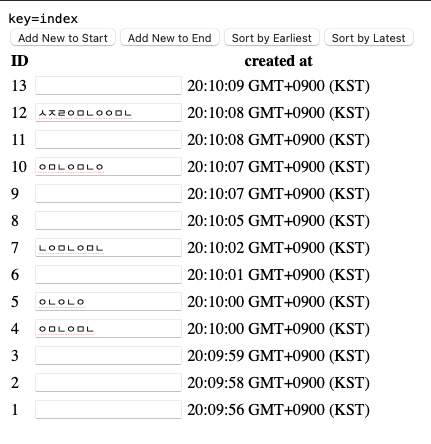 key=index
Add New to Start Add New to End Sort by Earliest Sort by Latest
ID created at
13 20:10:09 GMT+0900 (KST)
12 ㅅㅈㄹㅇㅁㄴㅇㅇㅁㄴ 20:10:08 GMT+0900 (KST)
11 20:10:08 GMT+0900 (KST)
10 ㅇㅁㄴㅇㅁㄴㅇ 20:10:07 GMT+0900 (KST)
9 20:10:07 GMT+0900 (KST)
8 20:10:05 GMT+0900 (KST)
7 ㄴㅇㅁㄴㅇㅁㄴ 20:10:02 GMT+0900 (KST)
6 20:10:01 GMT+0900 (KST)
5 ㅇㄴㅇㄴㅇ 20:10:00 GMT+0900 (KST)
4 ㅇㅁㄴㅇㅁㄴ 20:10:00 GMT+0900 (KST)
3 20:09:59 GMT+0900 (KST)
2 20:09:58 GMT+0900 (KST)
1 20:09:56 GMT+0900 (KST)